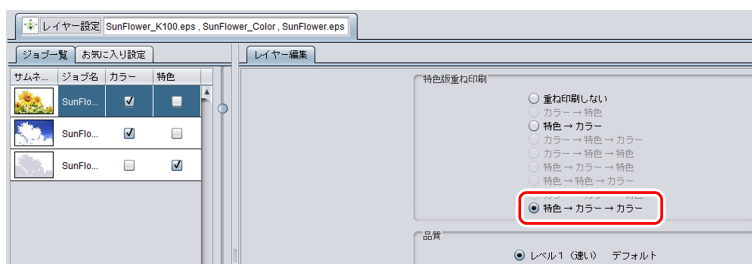 レイヤー設定 SunFlower_K100.eps , SunFlower_Color , SunFlower.eps
ジョブ一覧 お気に入り設定
サムネ... ジョブ名 カラー 特色
SunFlo...
SunFlo...
SunFlo...
レイヤー編集
特色版重ね印刷
重ね印刷しない
カラー → 特色
特色 → カラー
カラー → 特色 → カラー
カラー → 特色 → 特色
特色 → カラー → 特色
特色 → 特色 → カラー
特色 → カラー → カラー
品質
レベル1 (速い) デフォルト